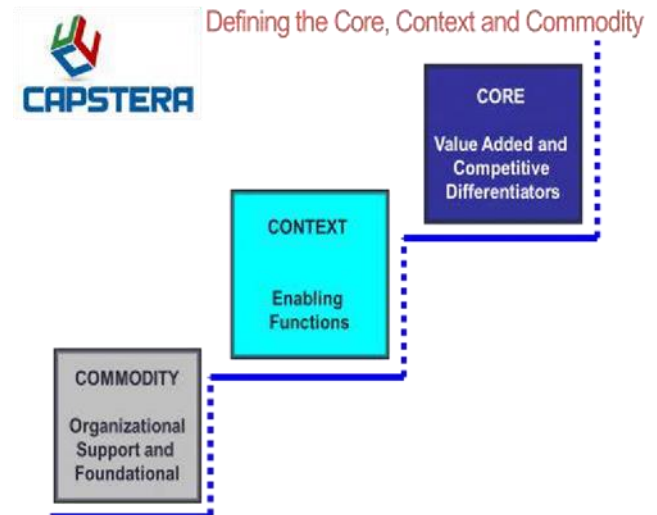 Defining the Core, Context and Commodity
CAPSTERA
CORE
Value Added and
Competitive
Differentiators
CONTEXT
Enabling
Functions
COMMODITY
Organizational
Support and
Foundational